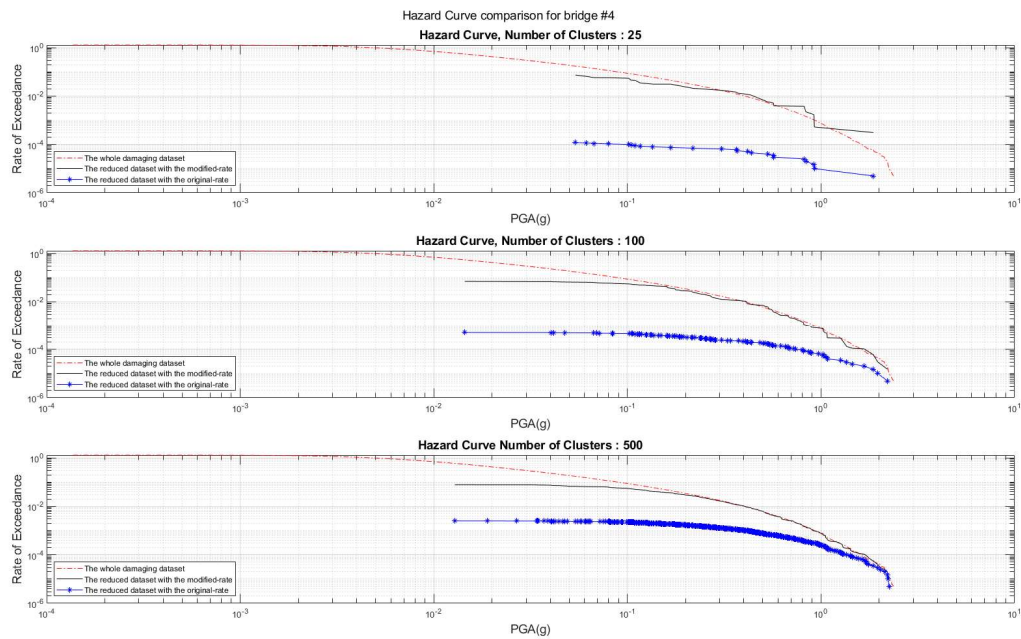 Hazard Curve comparison for bridge #4
Hazard Curve, Number of Clusters : 25
Rate of Exceedance
10^0
10^-2
10^-4
10^-6
The whole damaging dataset
The reduced dataset with the modified-rate
The reduced dataset with the original-rate
10^-4 10^-3 10^-2 10^-1 10^0 10^1
PGA(g)
Hazard Curve, Number of Clusters : 100
Rate of Exceedance
10^0
10^-2
10^-4
10^-6
The whole damaging dataset
The reduced dataset with the modified-rate
The reduced dataset with the original-rate
10^-4 10^-3 10^-2 10^-1 10^0 10^1
PGA(g)
Hazard Curve Number of Clusters : 500
Rate of Exceedance
10^0
10^-2
10^-4
10^-6
The whole damaging dataset
The reduced dataset with the modified-rate
The reduced dataset with the original-rate
10^-4 10^-3 10^-2 10^-1 10^0 10^1
PGA(g)